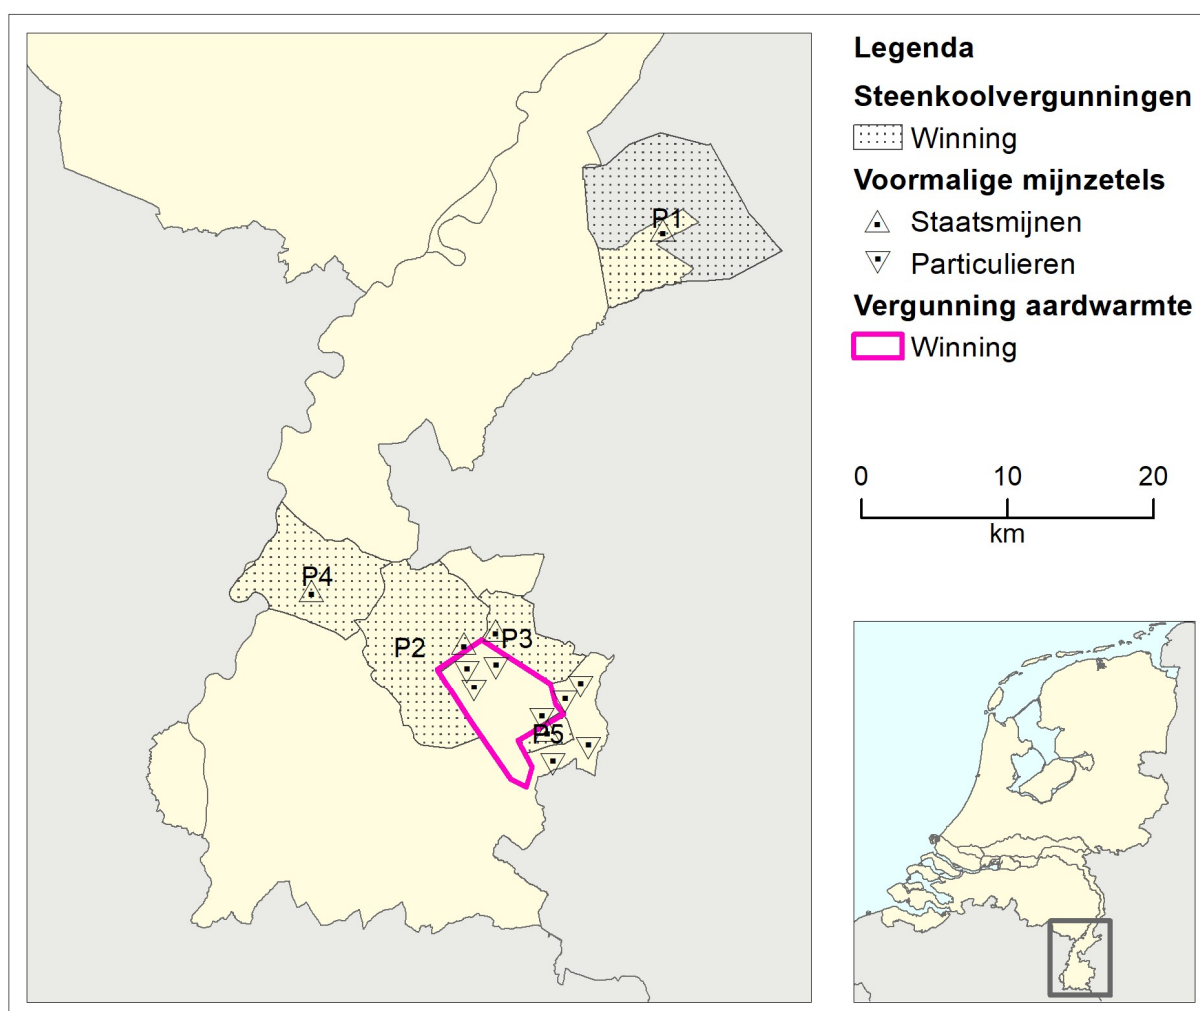 Legenda
Steenkoolvergunningen
Winning
Voormalige mijnzetels
Staatsmijnen
Particulieren
Vergunning aardwarmte
Winning
0 10 20
km
P1
P4
P2
P3
P5